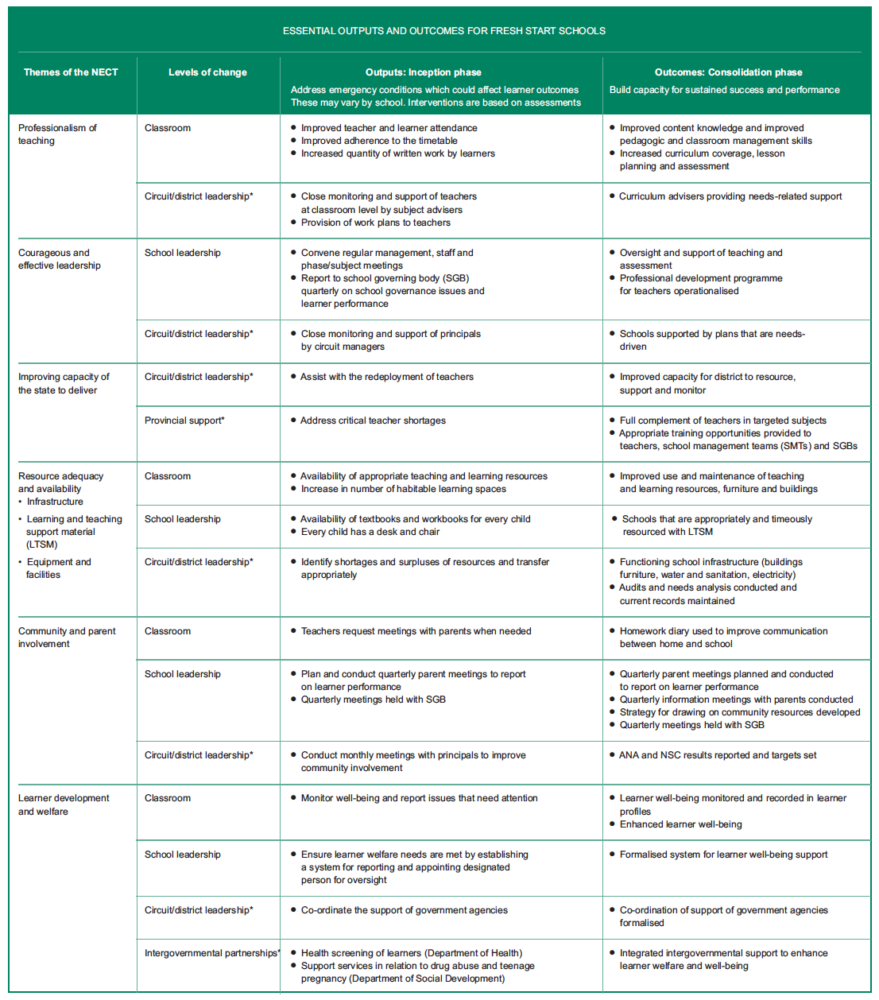 ESSENTIAL OUTPUTS AND OUTCOMES FOR FRESH START SCHOOLS
Themes of the NECT
Levels of change
Outputs: Inception phase
Address emergency conditions which could affect learner outcomes
These may vary by school. Interventions are based on assessments
Outcomes: Consolidation phase
Build capacity for sustained success and performance
Professionalism of
teaching
Classroom
● Improved teacher and learner attendance
● Improved adherence to the timetable
● Increased quantity of written work by learners
● Improved content knowledge and improved
pedagogic and classroom management skills
● Increased curriculum coverage, lesson
planning and assessment
Circuit/district leadership*
● Close monitoring and support of teachers
at classroom level by subject advisers
● Provision of work plans to teachers
● Curriculum advisers providing needs-related support
Courageous and
effective leadership
School leadership
● Convene regular management, staff and
phase/subject meetings
● Report to school governing body (SGB)
quarterly on school governance issues and
learner performance
● Oversight and support of teaching and
assessment
● Professional development programme
for teachers operationalised
Circuit/district leadership*
● Close monitoring and support of principals
by circuit managers
● Schools supported by plans that are needs-
driven
Improving capacity of
the state to deliver
Circuit/district leadership*
● Assist with the redeployment of teachers
● Improved capacity for district to resource,
support and monitor
Provincial support*
● Address critical teacher shortages
● Full complement of teachers in targeted subjects
● Appropriate training opportunities provided to
teachers, school management teams (SMTs) and SGBs
Resource adequacy
and availability
• Infrastructure
• Learning and teaching
support material
(LTSM)
• Equipment and
facilities
Classroom
● Availability of appropriate teaching and learning resources
● Increase in number of habitable learning spaces
● Improved use and maintenance of teaching
and learning resources, furniture and buildings
School leadership
● Availability of textbooks and workbooks for every child
● Every child has a desk and chair
● Schools that are appropriately and timeously
resourced with LTSM
Circuit/district leadership*
● Identify shortages and surpluses of resources and transfer
appropriately
● Functioning school infrastructure (buildings
furniture, water and sanitation, electricity)
● Audits and needs analysis conducted and
current records maintained
Community and parent
involvement
Classroom
● Teachers request meetings with parents when needed
● Homework diary used to improve communication
between home and school
School leadership
● Plan and conduct quarterly parent meetings to report
on learner performance
● Quarterly meetings held with SGB
● Quarterly parent meetings planned and conducted
to report on learner performance
● Quarterly information meetings with parents conducted
● Strategy for drawing on community resources developed
● Quarterly meetings held with SGB
Circuit/district leadership*
● Conduct monthly meetings with principals to improve
community involvement
● ANA and NSC results reported and targets set
Learner development
and welfare
Classroom
● Monitor well-being and report issues that need attention
● Learner well-being monitored and recorded in learner
profiles
● Enhanced learner well-being
School leadership
● Ensure learner welfare needs are met by establishing
a system for reporting and appointing designated
person for oversight
● Formalised system for learner well-being support
Circuit/district leadership*
● Co-ordinate the support of government agencies
● Co-ordination of support of government agencies
formalised
Intergovernmental partnerships*
● Health screening of learners (Department of Health)
● Support services in relation to drug abuse and teenage
pregnancy (Department of Social Development)
● Integrated intergovernmental support to enhance
learner welfare and well-being